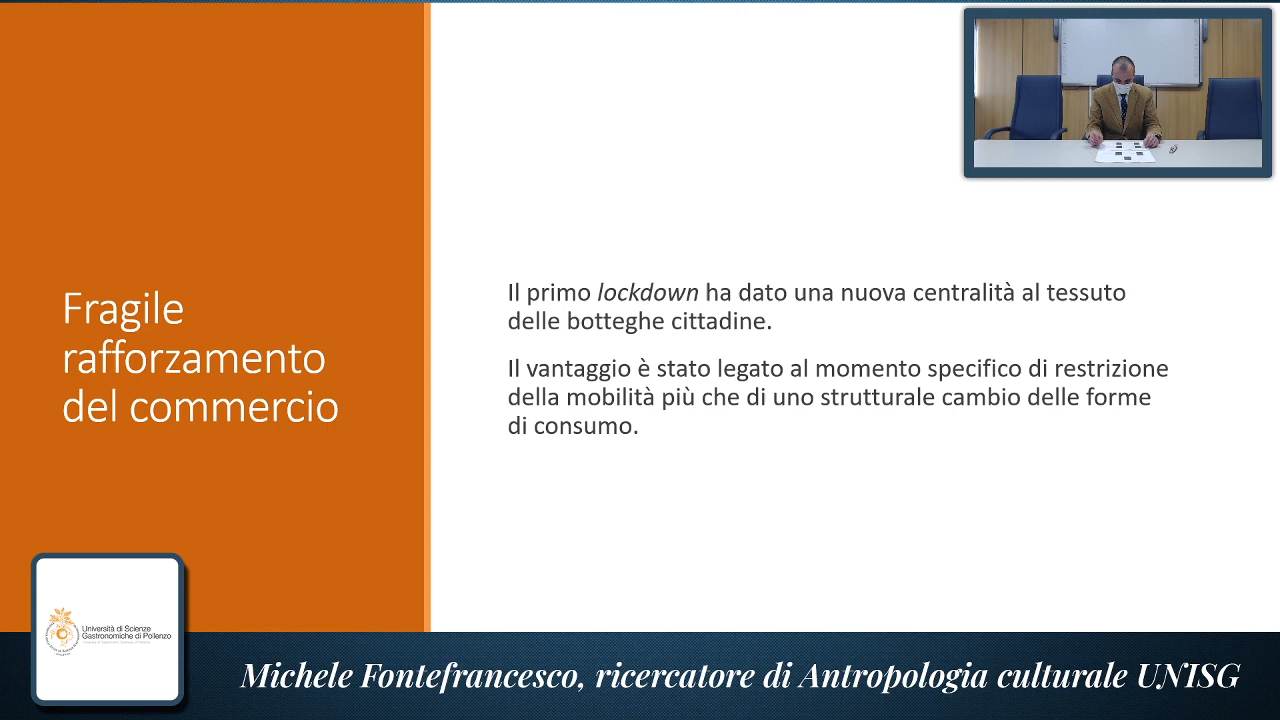 Fragile
rafforzamento
del commercio
Il primo lockdown ha dato una nuova centralità al tessuto
delle botteghe cittadine.
Il vantaggio è stato legato al momento specifico di restrizione
della mobilità più che di uno strutturale cambio delle forme
di consumo.
Università di Scienze
Gastronomiche di Pollenzo
Michele Fontefrancesco, ricercatore di Antropologia culturale UNISG